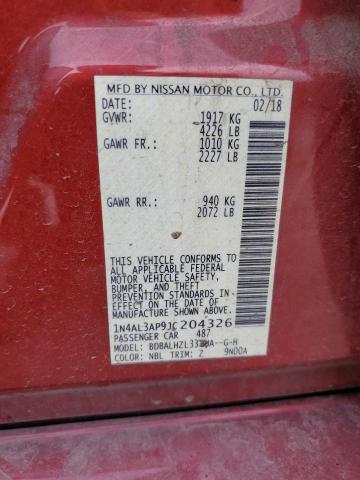 MFD BY NISSAN MOTOR CO., LTD.
DATE: 02/18
GVWR: 1917 KG
4226 LB
GAWR FR: 1010 KG
2227 LB
GAWR RR: 940 KG
2072 LB
THIS VEHICLE CONFORMS TO
ALL APPLICABLE FEDERAL
MOTOR VEHICLE SAFETY,
BUMPER, AND THEFT
PREVENTION STANDARDS IN
EFFECT ON THE DATE OF
MANUFACTURE SHOWN ABOVE.
1N4AL3AP9JC204326
PASSENGER CAR 487
MODEL: A--G-H
COLOR: NBL TRIM: Z 9N00A